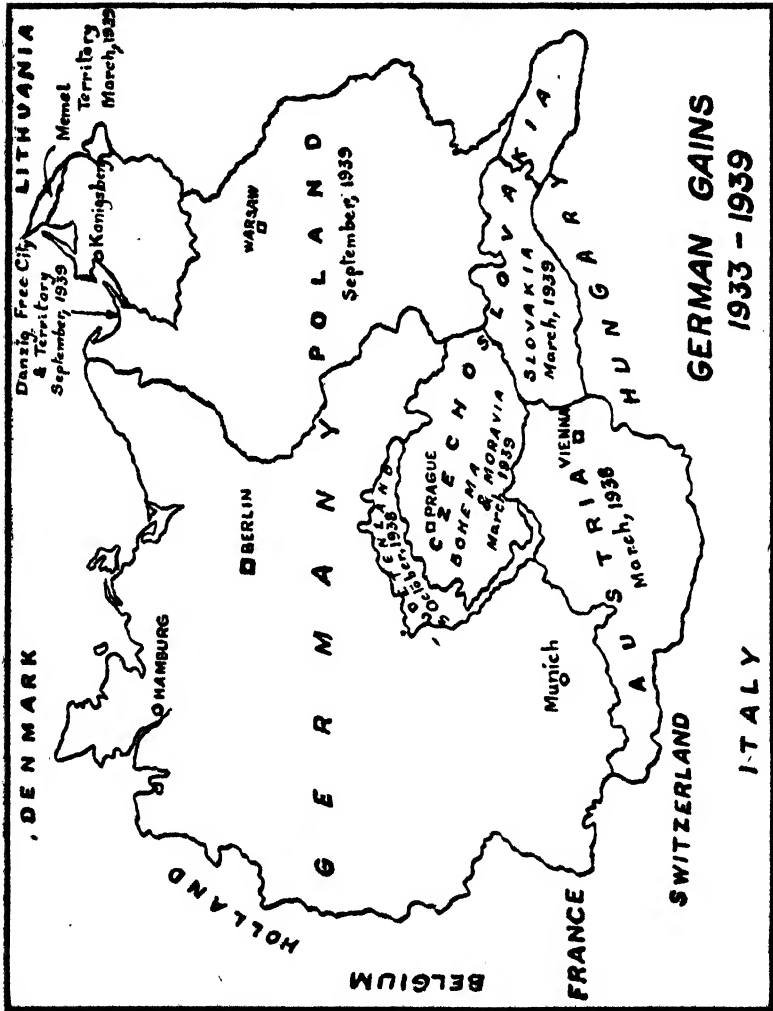 DENMARK
LITHUANIA
Memel
Territory
March, 1939
Danzig Free City
& Territory
September, 1939
Konigsberg
HAMBURG
HOLLAND
BERLIN
WARSAW
GERMANY
POLAND
September, 1939
BELGIUM
SUDETENLAND
October, 1938
PRAGUE
CZECHOSLOVAKIA
BOHEMA
& MORAVIA
March, 1939
SLOVAKIA
March, 1939
Munich
VIENNA
FRANCE
AUSTRIA
March, 1938
HUNGARY
SWITZERLAND
ITALY
GERMAN GAINS
1933-1939